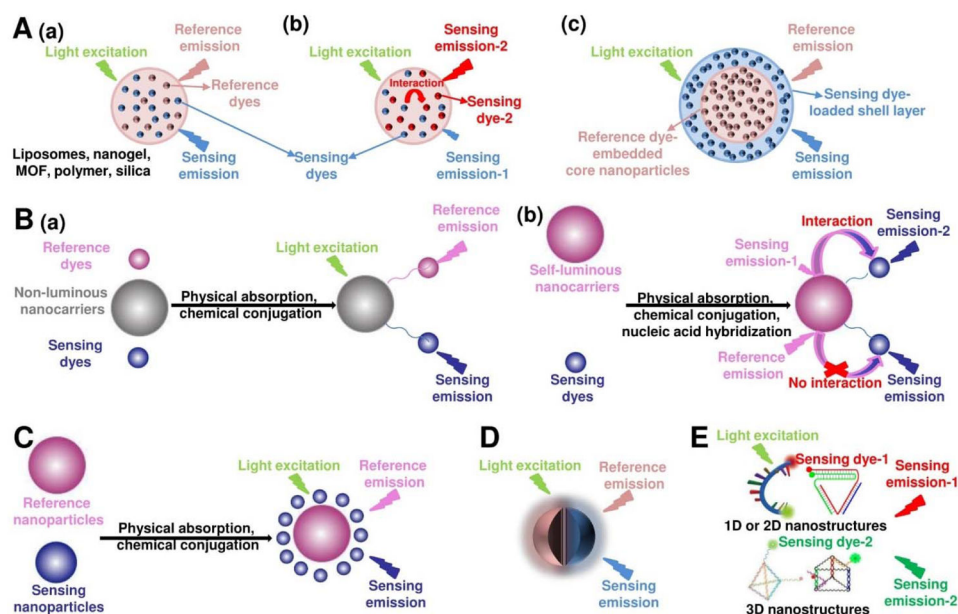 A (a)
Light excitation
Reference
emission
Reference
dyes
Liposomes, nanogel,
MOF, polymer, silica
Sensing
emission
Sensing
dyes
(b)
Light excitation
Sensing
emission-2
Interaction
Sensing
dye-2
Sensing
emission-1
(c)
Light excitation
Reference
emission
Sensing dye-
loaded shell layer
Reference dye-
embedded
core nanoparticles
Sensing
emission
B (a)
Reference
dyes
Non-luminous
nanocarriers
Sensing
dyes
Physical absorption,
chemical conjugation
Light excitation
Reference
emission
Sensing
emission
(b)
Self-luminous
nanocarriers
Sensing
dyes
Physical absorption,
chemical conjugation,
nucleic acid hybridization
Interaction
Sensing
emission-1
Sensing
emission-2
Reference
emission
No interaction
Sensing
emission
C
Reference
nanoparticles
Sensing
nanoparticles
Physical absorption,
chemical conjugation
Light excitation
Reference
emission
Sensing
emission
D
Light excitation
Reference
emission
Sensing
emission
E
Light excitation
Sensing dye-1
Sensing
emission-1
1D or 2D nanostructures
Sensing dye-2
3D nanostructures
Sensing
emission-2